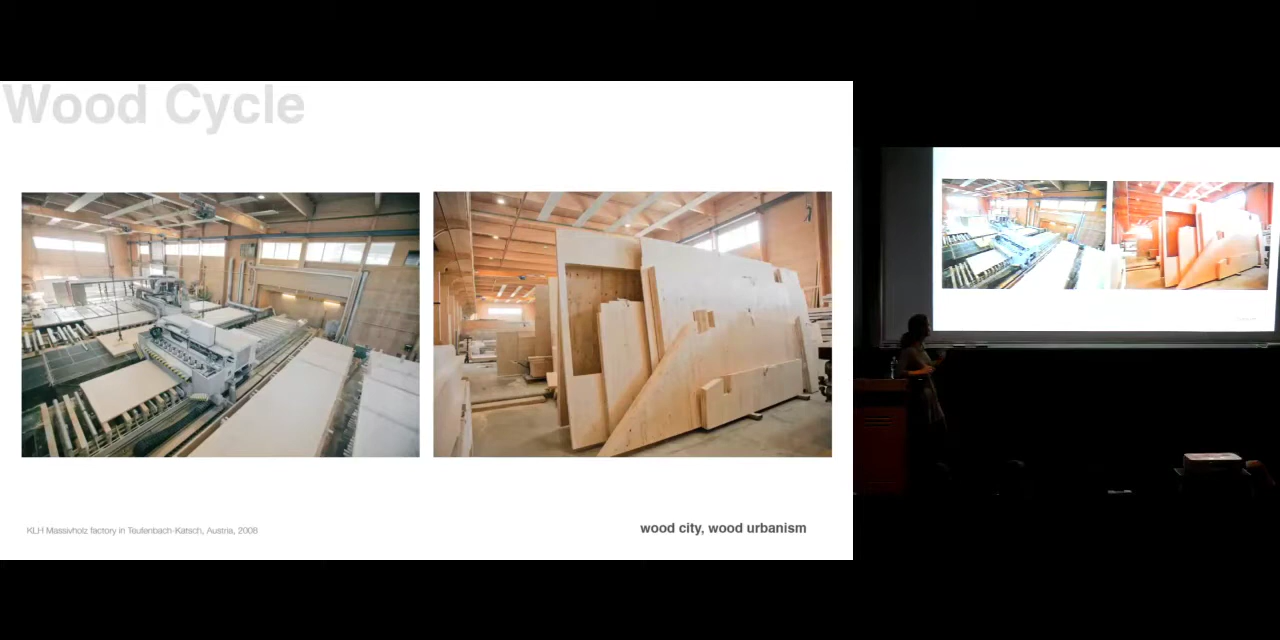 Wood Cycle
KLH Massivholz factory in Teufenbach-Katsch, Austria, 2008
wood city, wood urbanism